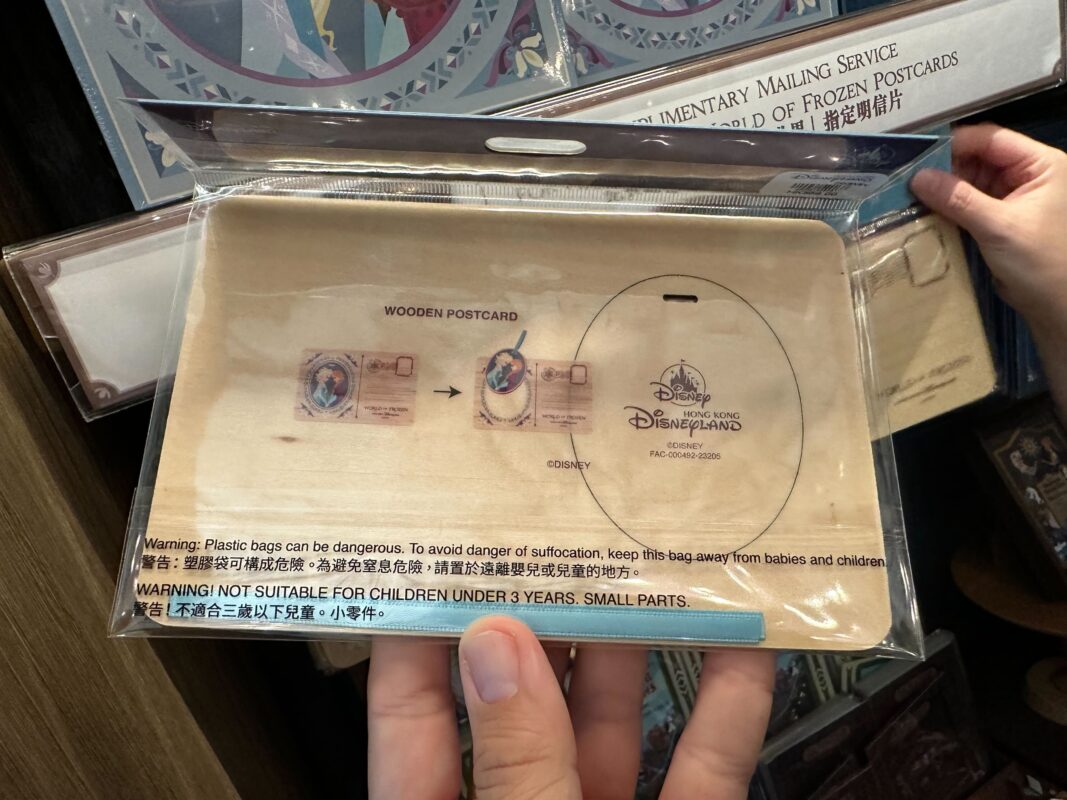 MAILING SERVICE
OF FROZEN POSTCARDS
指定明信片
WOODEN POSTCARD
WORLD OF FROZEN
WORLD OF FROZEN
©DISNEY
Disney
HONG KONG
DISNEYLAND
©DISNEY
FAC-000492-23205
Warning: Plastic bags can be dangerous. To avoid danger of suffocation, keep this bag away from babies and children.
警告：塑膠袋可構成危險。為避免窒息危險，請置於遠離嬰兒或兒童的地方。
WARNING! NOT SUITABLE FOR CHILDREN UNDER 3 YEARS. SMALL PARTS.
警告！不適合三歲以下兒童。小零件。